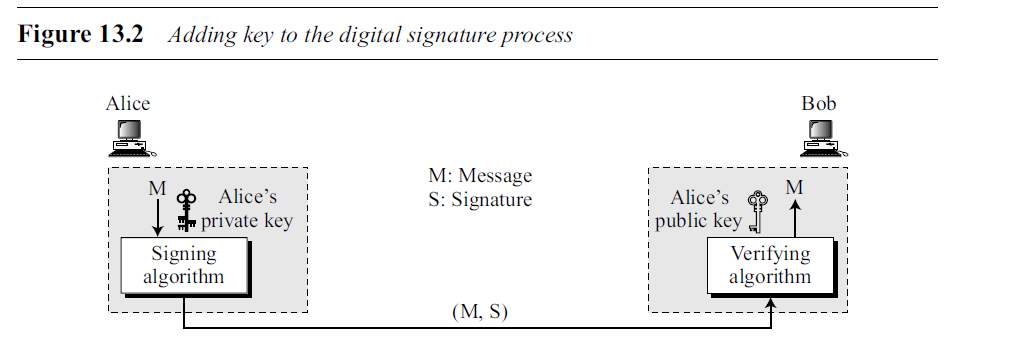 Figure 13.2 Adding key to the digital signature process
Alice
Bob
M: Message
S: Signature
M
Alice's
private key
Signing
algorithm
Alice's
public key
M
Verifying
algorithm
(M, S)